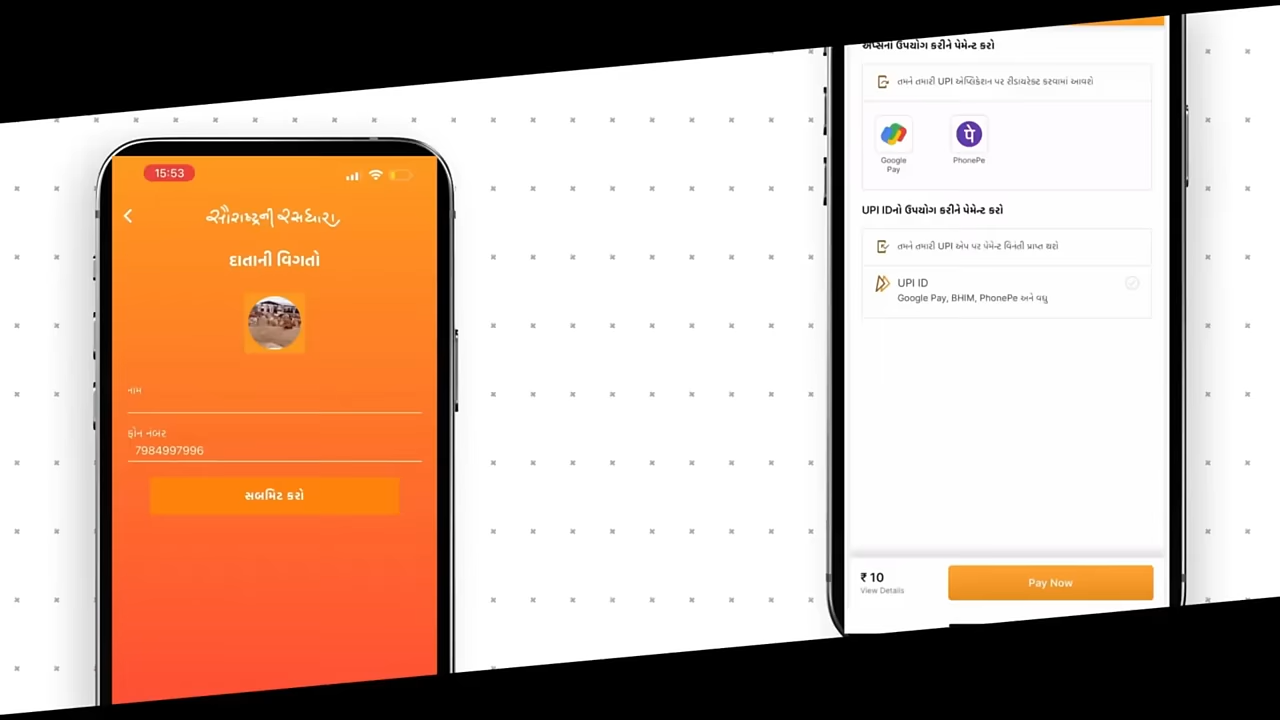 15:53
સૌરાષ્ટ્રની રસધારા
દાતાની વિગતો
નામ
ફોન નબર
7984997996
સબમિટ કરો
એપ્સનો ઉપયોગ કરીને પેમેન્ટ કરો
તમને તમારી UPI એપ્લિકેશન પર રીડાયરેક્ટ કરવામાં આવશે
Google
Pay
PhonePe
UPI IDનો ઉપયોગ કરીને પેમેન્ટ કરો
તમને તમારી UPI એપ પર પેમેન્ટ વિનંતી પ્રાપ્ત થશે
UPI ID
Google Pay, BHIM, PhonePe અને વધુ
₹ 10
View Details
Pay Now